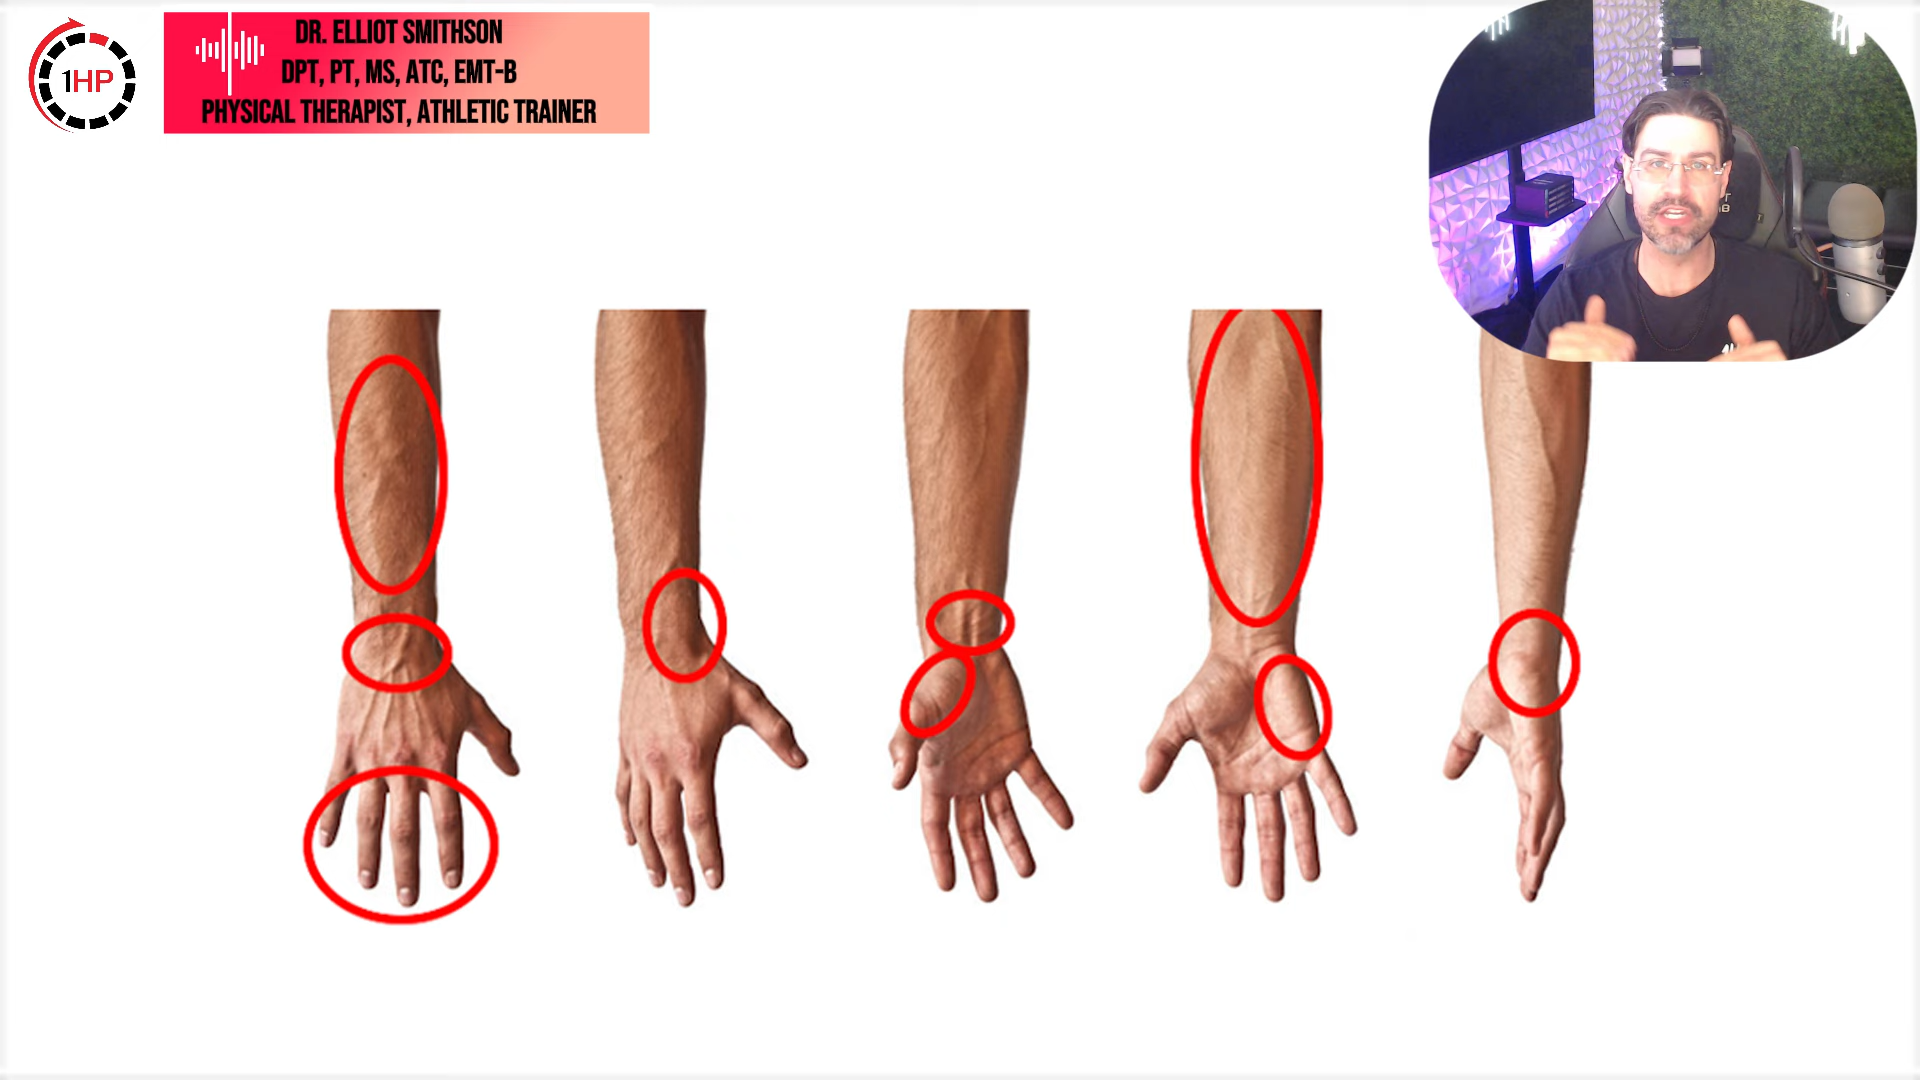 1HP
DR. ELLIOT SMITHSON
DPT, PT, MS, ATC, EMT-B
PHYSICAL THERAPIST, ATHLETIC TRAINER